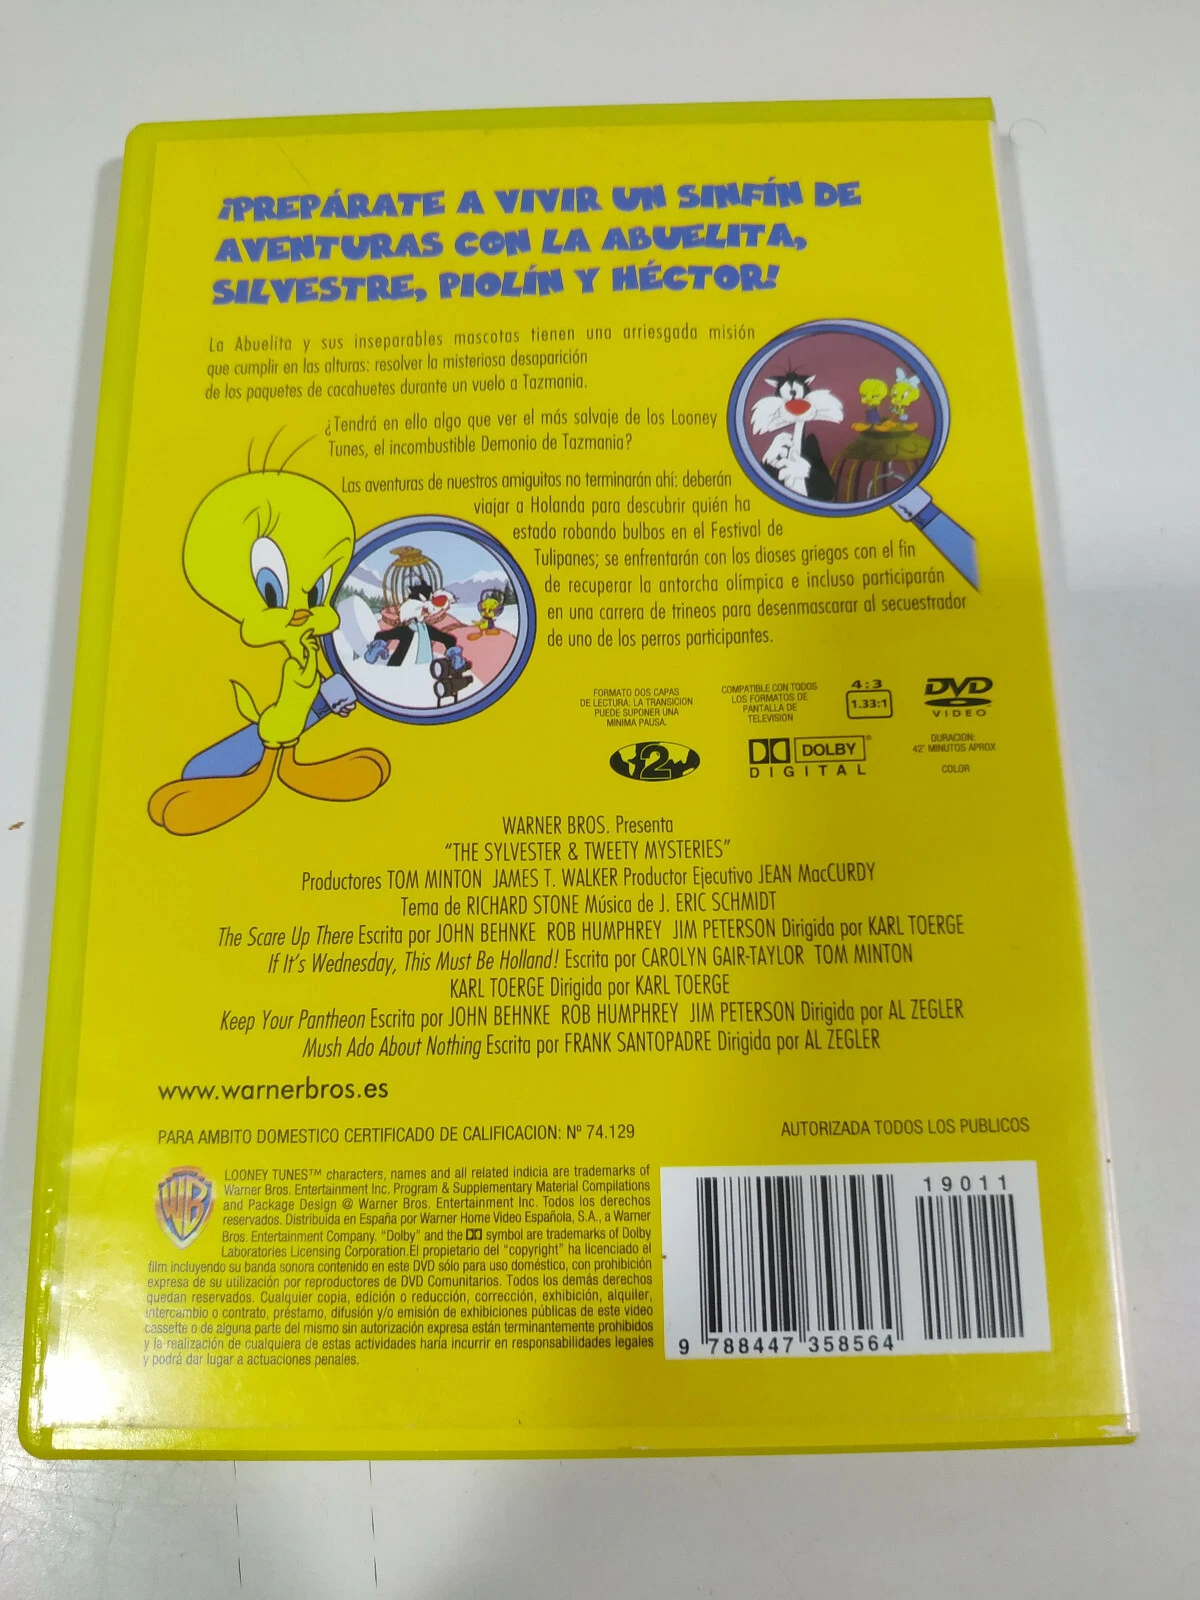 ¡PREPÁRATE A VIVIR UN SINFÍN DE
AVENTURAS CON LA ABUELITA,
SILVESTRE, PIOLÍN Y HÉCTOR!
La Abuelita y sus inseparables mascotas tienen una arriesgada misión
que cumplir en las alturas: resolver la misteriosa desaparición
de los paquetes de cacahuetes durante un vuelo a Tazmania.
¿Tendrá en ello algo que ver el más salvaje de los Looney
Tunes, el incombustible Demonio de Tazmania?
Las aventuras de nuestros amiguitos no terminarán ahí: deberán
viajar a Holanda para descubrir quién ha
estado robando bulbos en el Festival de
Tulipanes; se enfrentarán con los dioses griegos con el fin
de recuperar la antorcha olímpica e incluso participarán
en una carrera de trineos para desenmascarar al secuestrador
de uno de los perros participantes.
FORMATO DOS CAPAS
DE LECTURA: LA TRANSICION
PUEDE SUPONER UNA
MINIMA PAUSA.
COMPATIBLE CON TODOS
LOS FORMATOS DE
PANTALLA DE
TELEVISION
4:3
1.33:1
DVD
VIDEO
2
DOLBY
DIGITAL
DURACION:
42' MINUTOS APROX
COLOR
WARNER BROS. Presenta
“THE SYLVESTER & TWEETY MYSTERIES”
Productores TOM MINTON JAMES T. WALKER Productor Ejecutivo JEAN MacCURDY
Tema de RICHARD STONE Música de J. ERIC SCHMIDT
The Scare Up There Escrita por JOHN BEHNKE ROB HUMPHREY JIM PETERSON Dirigida por KARL TOERGE
If It's Wednesday, This Must Be Holland! Escrita por CAROLYN GAIR-TAYLOR TOM MINTON
KARL TOERGE Dirigida por KARL TOERGE
Keep Your Pantheon Escrita por JOHN BEHNKE ROB HUMPHREY JIM PETERSON Dirigida por AL ZEGLER
Mush Ado About Nothing Escrita por FRANK SANTOPADRE Dirigida por AL ZEGLER
www.warnerbros.es
PARA AMBITO DOMESTICO CERTIFICADO DE CALIFICACION: Nº 74.129
AUTORIZADA TODOS LOS PUBLICOS
WB
LOONEY TUNES™ characters, names and all related indicia are trademarks of
Warner Bros. Entertainment Inc. Program & Supplementary Material Compilations
and Package Design @ Warner Bros. Entertainment Inc. Todos los derechos
reservados. Distribuida en España por Warner Home Video Española, S.A., a Warner
Bros. Entertainment Company. "Dolby" and the symbol are trademarks of Dolby
Laboratories Licensing Corporation.El propietario del "copyright" ha licenciado el
film incluyendo su banda sonora contenido en este DVD sólo para uso doméstico, con prohibición
expresa de su utilización por reproductores de DVD Comunitarios. Todos los demás derechos
quedan reservados. Cualquier copia, edición o reducción, corrección, exhibición, alquiler,
intercambio o contrato, préstamo, difusión y/o emisión de exhibiciones públicas de este video
cassette o de alguna parte del mismo sin autorización expresa están terminantemente prohibidos
y la realización de cualquiera de estas actividades haría incurrir en responsabilidades legales
y podrá dar lugar a actuaciones penales.
19011
9 788447 358564